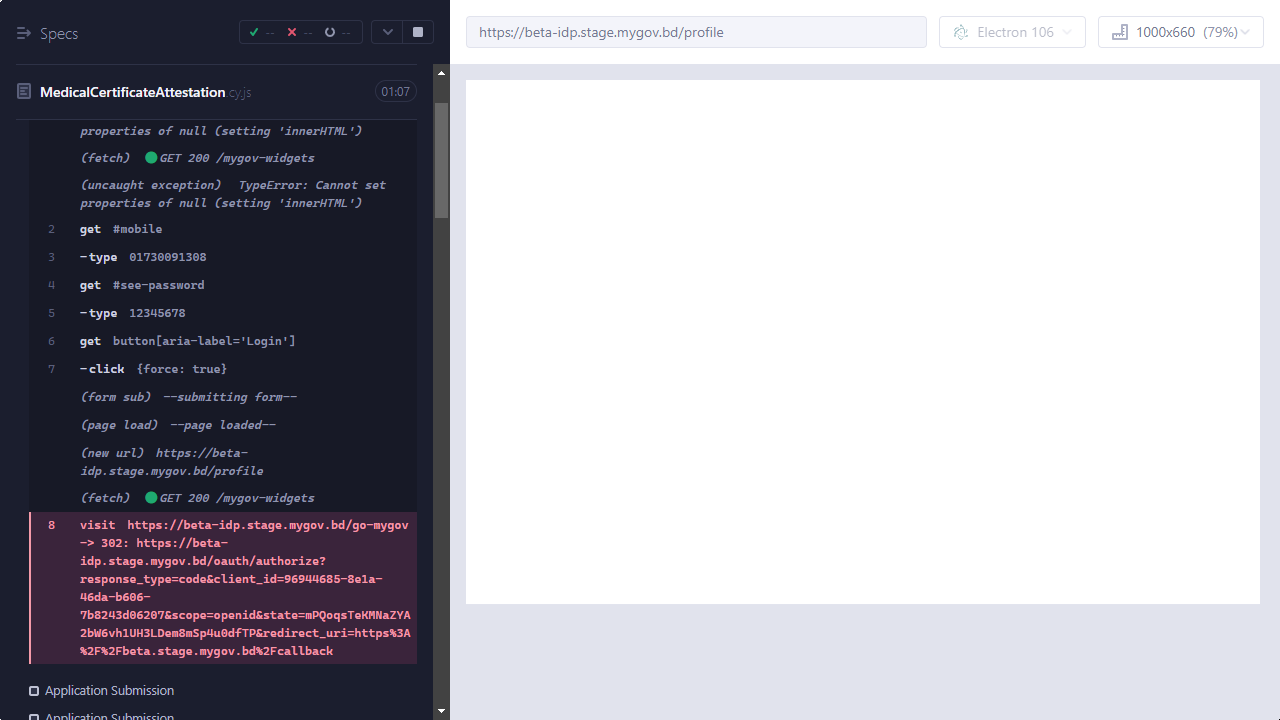 Specs
--
--
--
https://beta-idp.stage.mygov.bd/profile
Electron 106
1000x660 (79%)
MedicalCertificateAttestation.cy.js
01:07
properties of null (setting 'innerHTML')
(fetch) GET 200 /mygov-widgets
(uncaught exception) TypeError: Cannot set
properties of null (setting 'innerHTML')
2 get #mobile
3 -type 01730091308
4 get #see-password
5 -type 12345678
6 get button[aria-label='Login']
7 -click {force: true}
(form sub) --submitting form--
(page load) --page loaded--
(new url) https://beta-
idp.stage.mygov.bd/profile
(fetch) GET 200 /mygov-widgets
8 visit https://beta-idp.stage.mygov.bd/go-mygov
-> 302: https://beta-
idp.stage.mygov.bd/oauth/authorize?
response_type=code&client_id=96944685-8e1a-
46da-b606-
7b8243d06207&scope=openid&state=mPQoqsTeKMNaZYA
2bW6vh1UH3LDem8mSp4u0dfTP&redirect_uri=https%3A
%2F%2Fbeta.stage.mygov.bd%2Fcallback
Application Submission
Application Submission